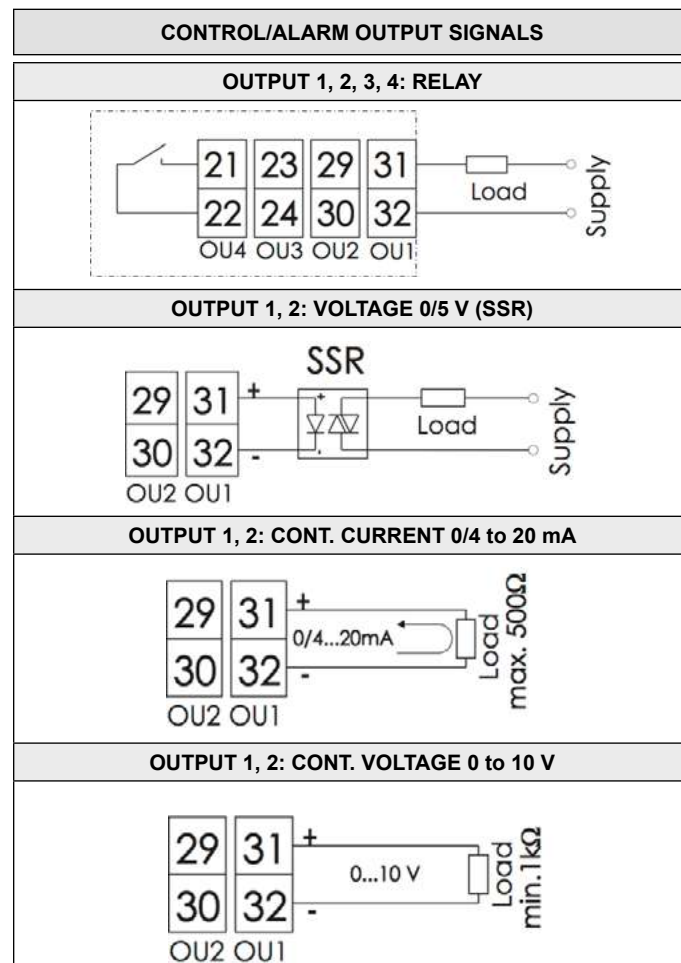 CONTROL/ALARM OUTPUT SIGNALS
OUTPUT 1, 2, 3, 4: RELAY
21 23 29 31
22 24 30 32
OU4 OU3 OU2 OU1
Load
Supply
OUTPUT 1, 2: VOLTAGE 0/5 V (SSR)
SSR
29 31 +
30 32 -
OU2 OU1
+
-
Load
Supply
OUTPUT 1, 2: CONT. CURRENT 0/4 to 20 mA
29 31 +
30 32 -
OU2 OU1
0/4...20mA
Load
max. 500Ω
OUTPUT 1, 2: CONT. VOLTAGE 0 to 10 V
29 31 +
30 32 -
OU2 OU1
0...10 V
Load
min.1kΩ